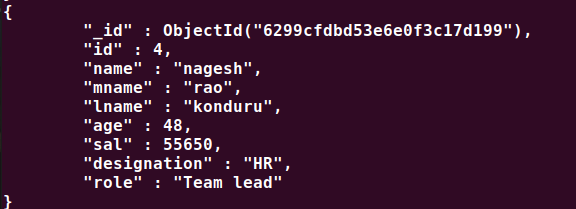 {
"_id" : ObjectId("6299cfdbd53e6e0f3c17d199"),
"id" : 4,
"name" : "nagesh",
"mname" : "rao",
"lname" : "konduru",
"age" : 48,
"sal" : 55650,
"designation" : "HR",
"role" : "Team lead"
}